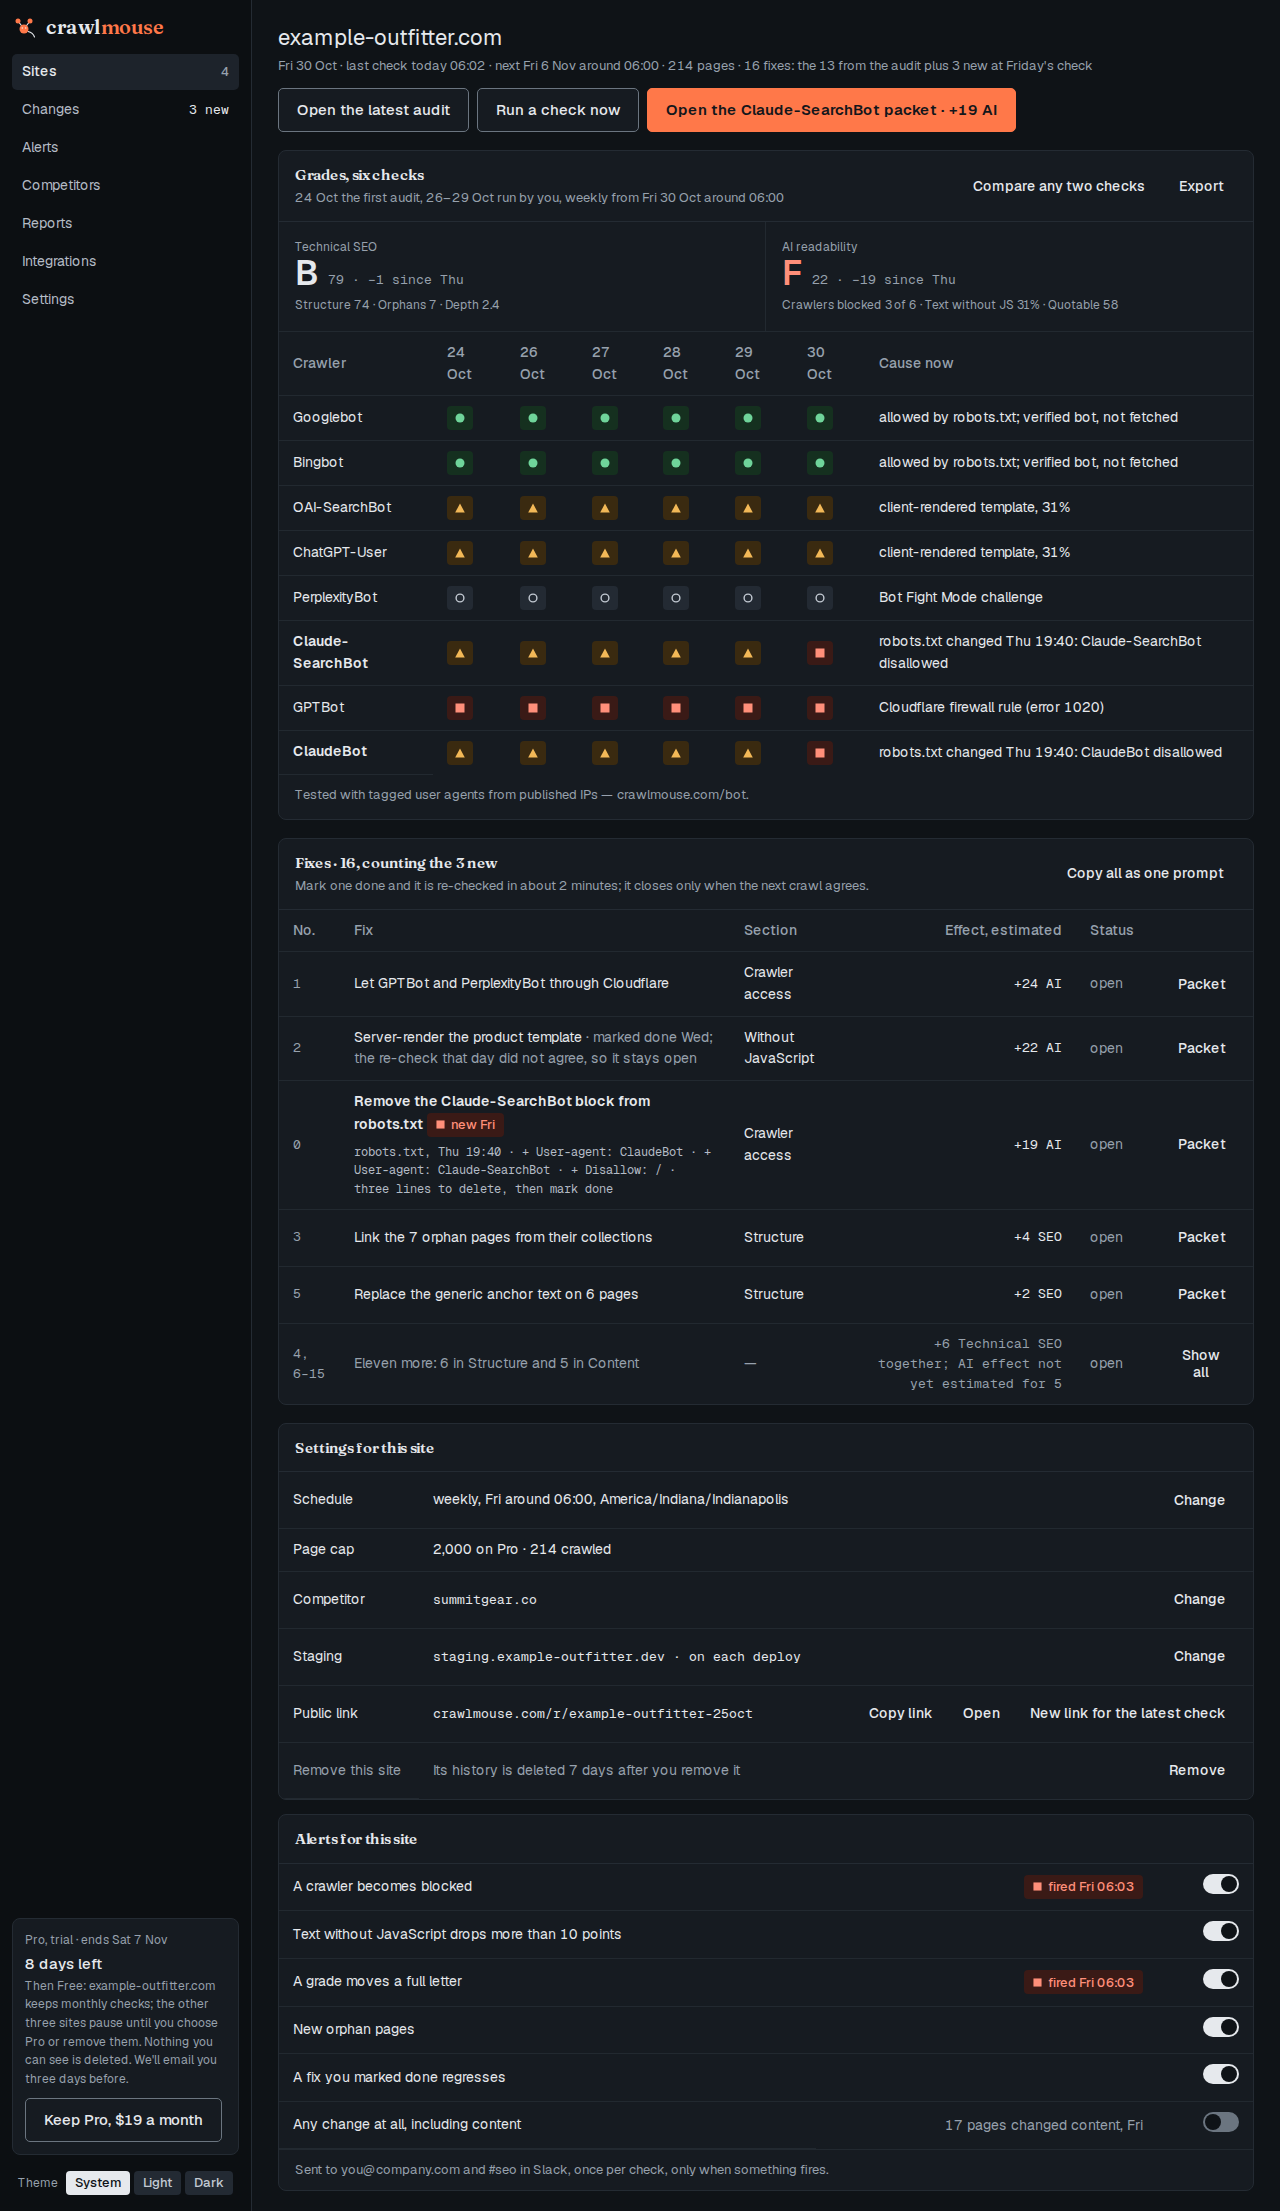 crawlmouse
Sites 4
Changes 3 new
Alerts
Competitors
Reports
Integrations
Settings
Pro, trial · ends Sat 7 Nov
8 days left
Then Free: example-outfitter.com
keeps monthly checks; the other
three sites pause until you choose
Pro or remove them. Nothing you
can see is deleted. We'll email you
three days before.
Keep Pro, $19 a month
Theme System Light Dark
example-outfitter.com
Fri 30 Oct · last check today 06:02 · next Fri 6 Nov around 06:00 · 214 pages · 16 fixes: the 13 from the audit plus 3 new at Friday's check
Open the latest audit Run a check now Open the Claude-SearchBot packet · +19 AI
Grades, six checks
24 Oct the first audit, 26–29 Oct run by you, weekly from Fri 30 Oct around 06:00
Compare any two checks Export
Technical SEO
B 79 · −1 since Thu
Structure 74 · Orphans 7 · Depth 2.4
AI readability
F 22 · −19 since Thu
Crawlers blocked 3 of 6 · Text without JS 31% · Quotable 58
Crawler 24 Oct 26 Oct 27 Oct 28 Oct 29 Oct 30 Oct Cause now
Googlebot allowed by robots.txt; verified bot, not fetched
Bingbot allowed by robots.txt; verified bot, not fetched
OAI-SearchBot client-rendered template, 31%
ChatGPT-User client-rendered template, 31%
PerplexityBot Bot Fight Mode challenge
Claude-SearchBot robots.txt changed Thu 19:40: Claude-SearchBot disallowed
GPTBot Cloudflare firewall rule (error 1020)
ClaudeBot robots.txt changed Thu 19:40: ClaudeBot disallowed
Tested with tagged user agents from published IPs — crawlmouse.com/bot.
Fixes · 16, counting the 3 new
Mark one done and it is re-checked in about 2 minutes; it closes only when the next crawl agrees.
Copy all as one prompt
No. Fix Section Effect, estimated Status
1 Let GPTBot and PerplexityBot through Cloudflare Crawler access +24 AI open Packet
2 Server-render the product template · marked done Wed; the re-check that day did not agree, so it stays open Without JavaScript +22 AI open Packet
0 Remove the Claude-SearchBot block from robots.txt new Fri
robots.txt, Thu 19:40 · + User-agent: ClaudeBot · +
User-agent: Claude-SearchBot · + Disallow: / ·
three lines to delete, then mark done
Crawler access +19 AI open Packet
3 Link the 7 orphan pages from their collections Structure +4 SEO open Packet
5 Replace the generic anchor text on 6 pages Structure +2 SEO open Packet
4, 6–15 Eleven more: 6 in Structure and 5 in Content — +6 Technical SEO together; AI effect not yet estimated for 5 open Show all
Settings for this site
Schedule weekly, Fri around 06:00, America/Indiana/Indianapolis Change
Page cap 2,000 on Pro · 214 crawled
Competitor summitgear.co Change
Staging staging.example-outfitter.dev · on each deploy Change
Public link crawlmouse.com/r/example-outfitter-25oct Copy link Open New link for the latest check
Remove this site Its history is deleted 7 days after you remove it Remove
Alerts for this site
A crawler becomes blocked fired Fri 06:03
Text without JavaScript drops more than 10 points
A grade moves a full letter fired Fri 06:03
New orphan pages
A fix you marked done regresses
Any change at all, including content 17 pages changed content, Fri
Sent to you@company.com and #seo in Slack, once per check, only when something fires.